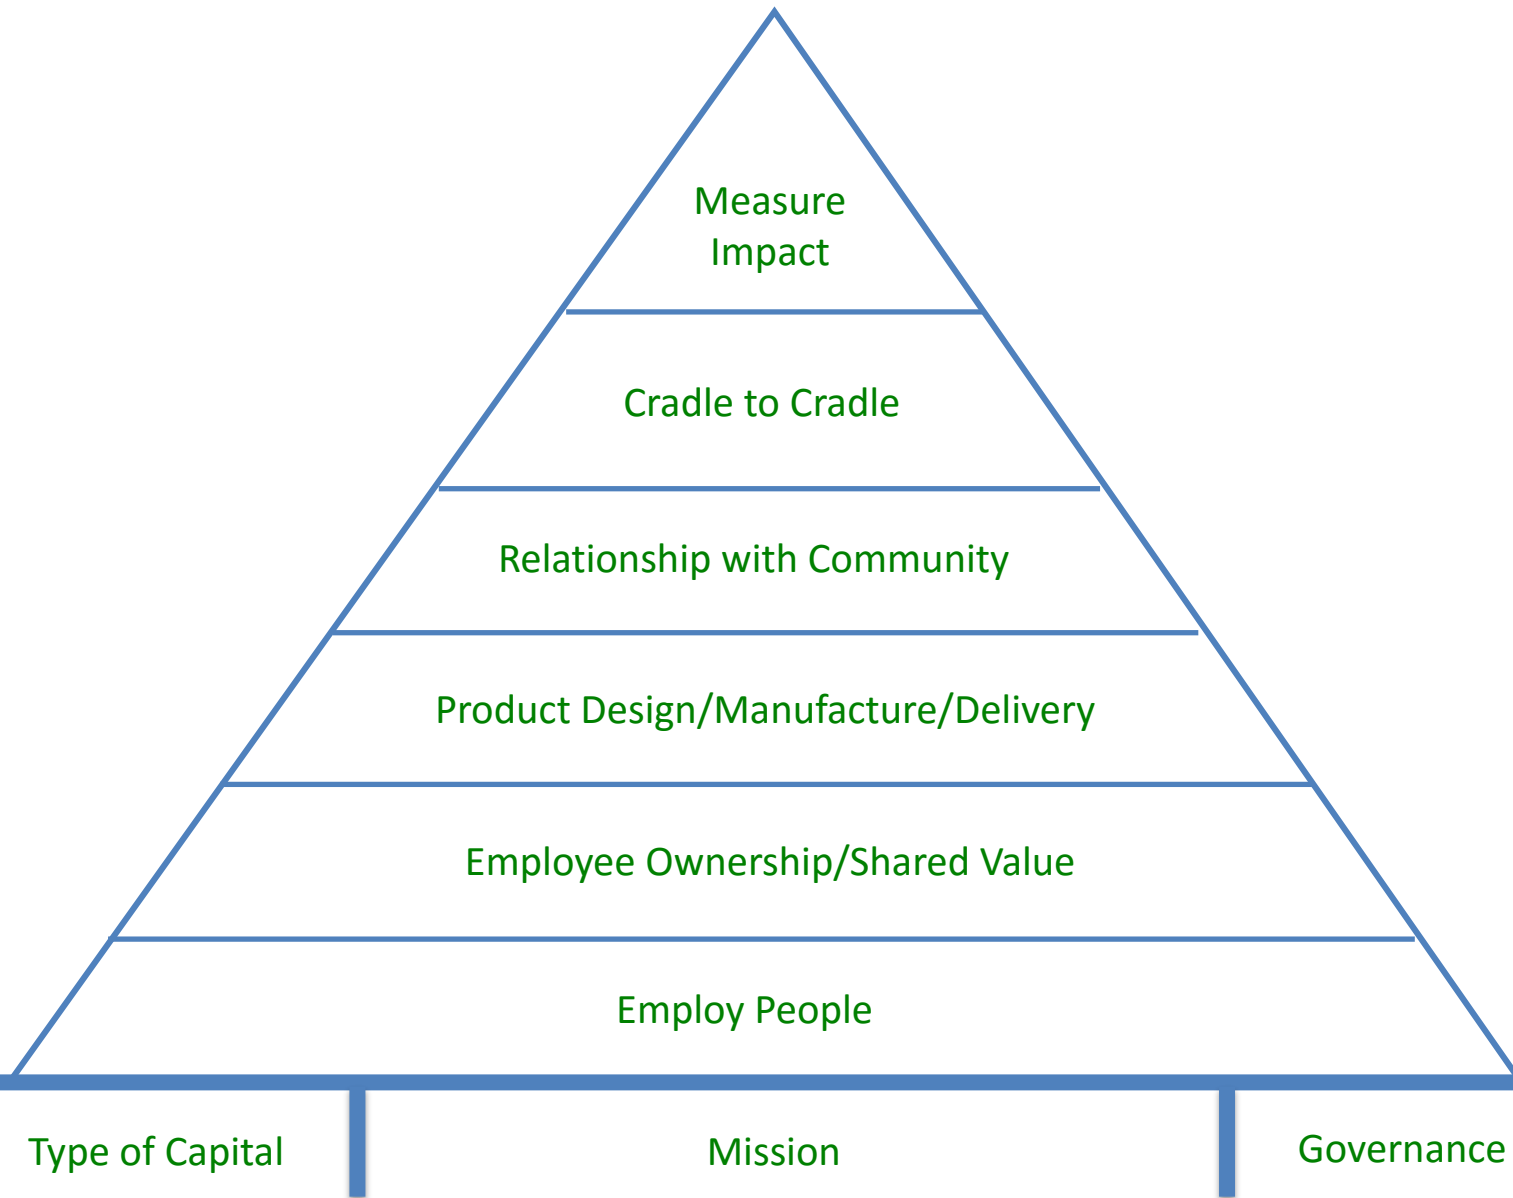 Measure
Impact
Cradle to Cradle
Relationship with Community
Product Design/Manufacture/Delivery
Employee Ownership/Shared Value
Employ People
Type of Capital
Mission
Governance